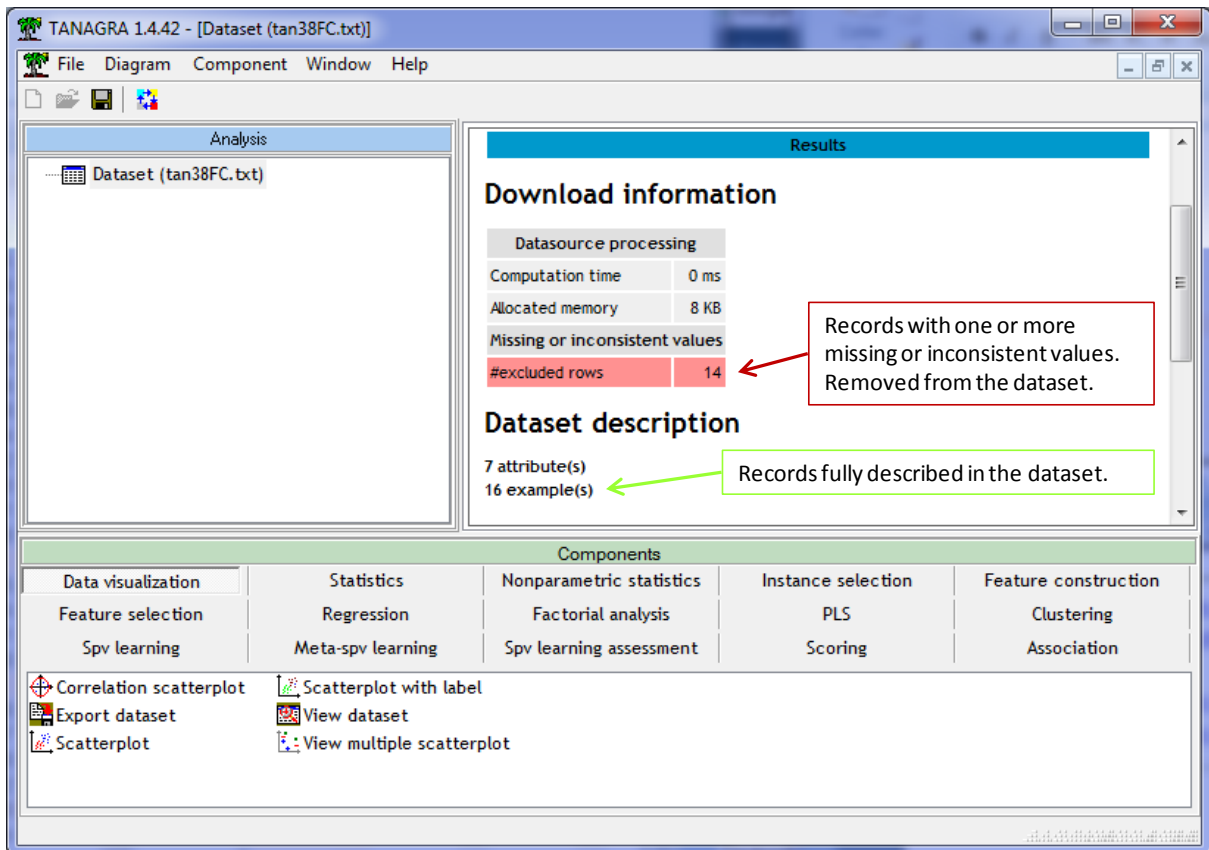 TANAGRA 1.4.42 - [Dataset (tan38FC.txt)]
File Diagram Component Window Help
Analysis
Dataset (tan38FC.txt)
Results
Download information
Datasource processing
Computation time 0 ms
Allocated memory 8 KB
Missing or inconsistent values
#excluded rows 14
Records with one or more
missing or inconsistent values.
Removed from the dataset.
Dataset description
7 attribute(s)
16 example(s)
Records fully described in the dataset.
Components
Data visualization Statistics Nonparametric statistics Instance selection Feature construction
Feature selection Regression Factorial analysis PLS Clustering
Spv learning Meta-spv learning Spv learning assessment Scoring Association
Correlation scatterplot Scatterplot with label
Export dataset View dataset
Scatterplot View multiple scatterplot